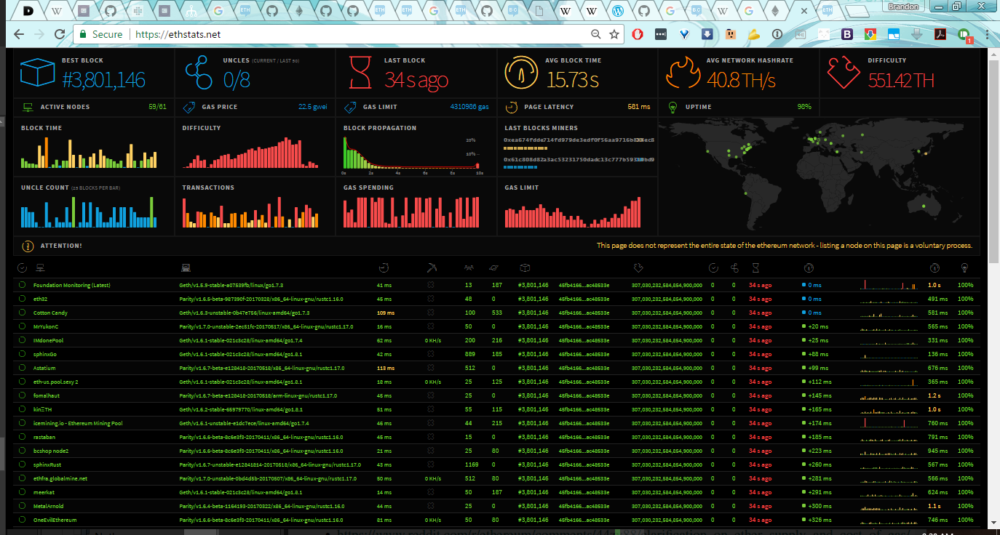 Brandon
Secure https://ethstats.net
BEST BLOCK
#3,801,146
UNCLES (CURRENT / LAST 50)
0/8
LAST BLOCK
34 s ago
AVG BLOCK TIME
15.73 s
AVG NETWORK HASHRATE
40.8 TH/s
DIFFICULTY
551.42 TH
ACTIVE NODES 59/61
GAS PRICE 22.5 gwei
GAS LIMIT 4310986 gas
PAGE LATENCY 581 ms
UPTIME 98%
BLOCK TIME
DIFFICULTY
BLOCK PROPAGATION
20%
10%
0s 2s 4s 6s 8s 10s
LAST BLOCKS MINERS
UNCLE COUNT (25 BLOCKS PER BAR)
TRANSACTIONS
GAS SPENDING
GAS LIMIT
ATTENTION!
This page does not represent the entire state of the ethereum network - listing a node on this page is a voluntary process.
Foundation Monitoring (Latest) Geth/v1.5.9-stable-a07539fb/linux/go1.7.3 41 ms 13 187 #3,801,146 45fb4166...ac48533e 307,030,232,584,854,900,000 0 0 34 s ago 0 ms 1.0 s 100%
eth32 Parity/v1.6.5-beta-987390f-20170328/x86_64-linux-gnu/rustc1.16.0 45 ms 48 0 #3,801,146 45fb4166...ac48533e 307,030,232,584,854,900,000 0 0 34 s ago 0 ms 491 ms 100%
Cotton Candy Geth/v1.6.3-unstable-0b47e756/linux-amd64/go1.7.3 109 ms 100 533 #3,801,146 45fb4166...ac48533e 307,030,232,584,854,900,000 0 0 34 s ago 0 ms 581 ms 100%
MrYukonC Parity/v1.7.0-unstable-2ec51fc-20170517/x86_64-linux-gnu/rustc1.17.0 16 ms 50 0 #3,801,146 45fb4166...ac48533e 307,030,232,584,854,900,000 0 0 34 s ago +20 ms 565 ms 100%
IMdonePool Geth/v1.6.1-stable-021c3c28/linux-amd64/go1.7.4 62 ms 0 KH/s 200 216 #3,801,146 45fb4166...ac48533e 307,030,232,584,854,900,000 0 0 34 s ago +25 ms 331 ms 100%
sphinxGo Geth/v1.6.1-stable-021c3c28/linux-amd64/go1.8.1 42 ms 889 185 #3,801,146 45fb4166...ac48533e 307,030,232,584,854,900,000 0 0 34 s ago +88 ms 136 ms 100%
Astatium Parity/v1.6.7-beta-e128418-20170518/x86_64-linux-gnu/rustc1.17.0 113 ms 512 0 #3,801,146 45fb4166...ac48533e 307,030,232,584,854,900,000 0 0 34 s ago +99 ms 676 ms 100%
eth-us.pool.sexy 2 Geth/v1.6.1-stable-021c3c28/linux-amd64/go1.8.1 18 ms 0 KH/s 25 125 #3,801,146 45fb4166...ac48533e 307,030,232,584,854,900,000 0 0 34 s ago +112 ms 365 ms 100%
fomalhaut Parity/v1.6.7-beta-e128418-20170518/arm-linux-gnu/rustc1.17.0 44 ms 25 0 #3,801,146 45fb4166...ac48533e 307,030,232,584,854,900,000 0 0 34 s ago +145 ms 1.2 s 100%
kinΞTH Geth/v1.6.2-stable-65979770/linux-amd64/go1.8.1 51 ms 55 115 #3,801,146 45fb4166...ac48533e 307,030,232,584,854,900,000 0 0 34 s ago +165 ms 1.0 s 100%
icemining.io - Ethereum Mining Pool Geth/v1.6.1-unstable-e1dc7ece/linux-amd64/go1.7.4 46 ms 44 215 #3,801,146 45fb4166...ac48533e 307,030,232,584,854,900,000 0 0 34 s ago +174 ms 760 ms 100%
rastaban Parity/v1.6.6-beta-8c6e3f3-20170411/x86_64-linux-gnu/rustc1.16.0 45 ms 15 0 #3,801,146 45fb4166...ac48533e 307,030,232,584,854,900,000 0 0 34 s ago +185 ms 791 ms 100%
bcshop node2 Parity/v1.6.6-beta-8c6e3f3-20170411/x86_64-linux-gnu/rustc1.16.0 21 ms 25 80 #3,801,146 45fb4166...ac48533e 307,030,232,584,854,900,000 0 0 34 s ago +223 ms 945 ms 100%
sphinxRust Parity/v1.6.7-unstable-e12841814-20170518/x86_64-linux-gnu/rustc1.17.0 43 ms 1169 0 #3,801,146 45fb4166...ac48533e 307,030,232,584,854,900,000 0 0 34 s ago +260 ms 567 ms 100%
ethfra.globalmine.net Parity/v1.7.0-unstable-0bd4d5b-20170507/x86_64-linux-gnu/rustc1.17.0 50 ms 0 KH/s 512 80 #3,801,146 45fb4166...ac48533e 307,030,232,584,854,900,000 0 0 34 s ago +281 ms 566 ms 100%
meerkat Geth/v1.6.1-stable-021c3c28/linux-amd64/go1.8.1 14 ms 50 187 #3,801,146 45fb4166...ac48533e 307,030,232,584,854,900,000 0 0 34 s ago +291 ms 624 ms 100%
MetalArnold Parity/v1.6.4-beta-1164193-20170322/x86_64-linux-gnu/rustc1.16.0 44 ms 25 0 #3,801,146 45fb4166...ac48533e 307,030,232,584,854,900,000 0 0 34 s ago +300 ms 1.1 s 100%
OneEvilEthereum Parity/v1.6.6-beta-8c6e3f3-20170411/x86_64-linux-gnu/rustc1.16.0 81 ms 0 KH/s 50 80 #3,801,146 45fb4166...ac48533e 307,030,232,584,854,900,000 0 0 34 s ago +326 ms 746 ms 100%